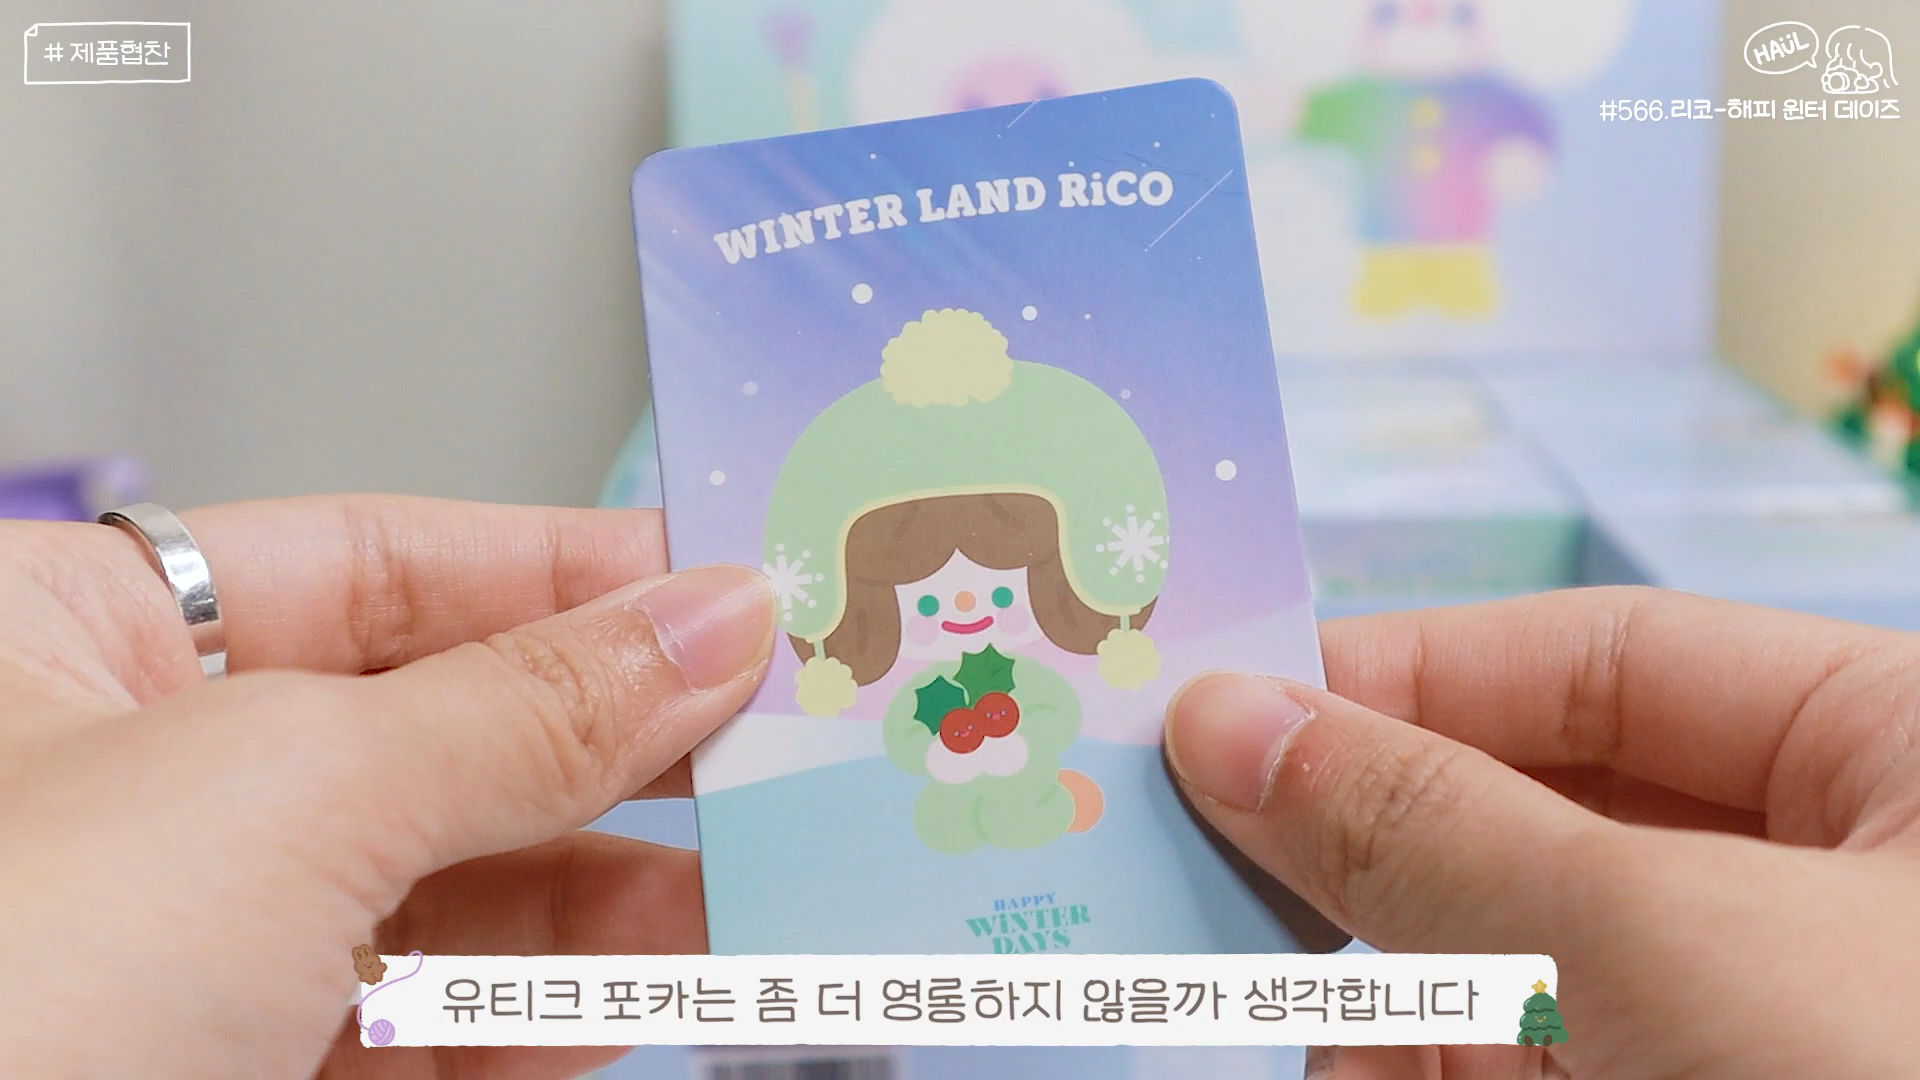 # 제품협찬
HAÜL
#566.리코-해피 윈터 데이즈
WINTER LAND RiCO
HAPPY
WiNTER
DAYS
유티크 포카는 좀 더 영롱하지 않을까 생각합니다